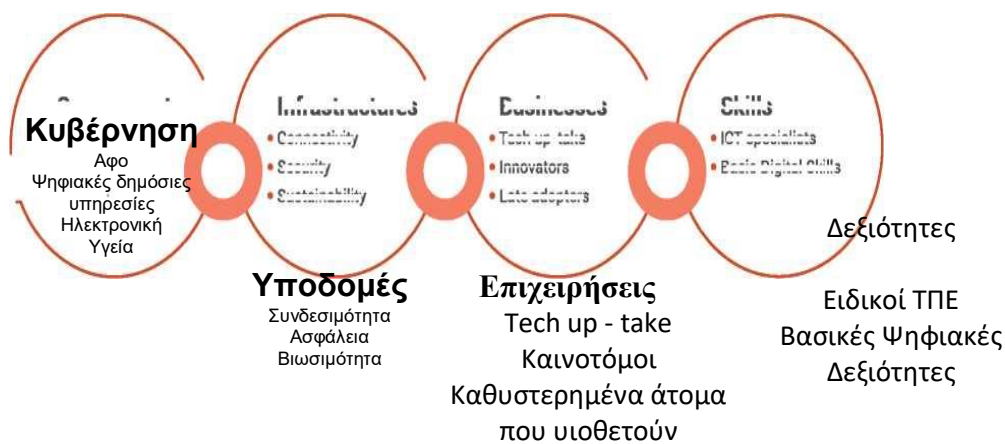 Infrastructures
Connectivity
Security
Sustainability
Businesses
Tech up-take
Innovators
Late adopters
Skills
ICT specialists
Basic Digital Skills
Κυβέρνηση
Αφο
Ψηφιακές δημόσιες
υπηρεσίες
Ηλεκτρονική
Υγεία
Υποδομές
Συνδεσιμότητα
Ασφάλεια
Βιωσιμότητα
Επιχειρήσεις
Tech up - take
Καινοτόμοι
Καθυστερημένα άτομα
που υιοθετούν
Δεξιότητες
Ειδικοί ΤΠΕ
Βασικές Ψηφιακές
Δεξιότητες